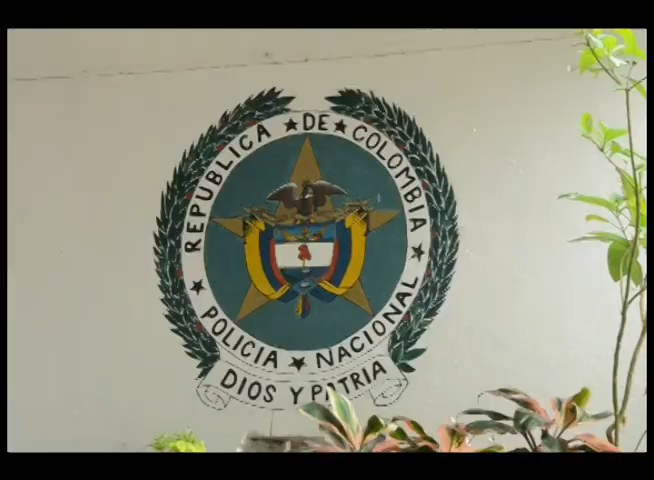 REPUBLICA DE COLOMBIA
POLICIA NACIONAL
DIOS Y PATRIA